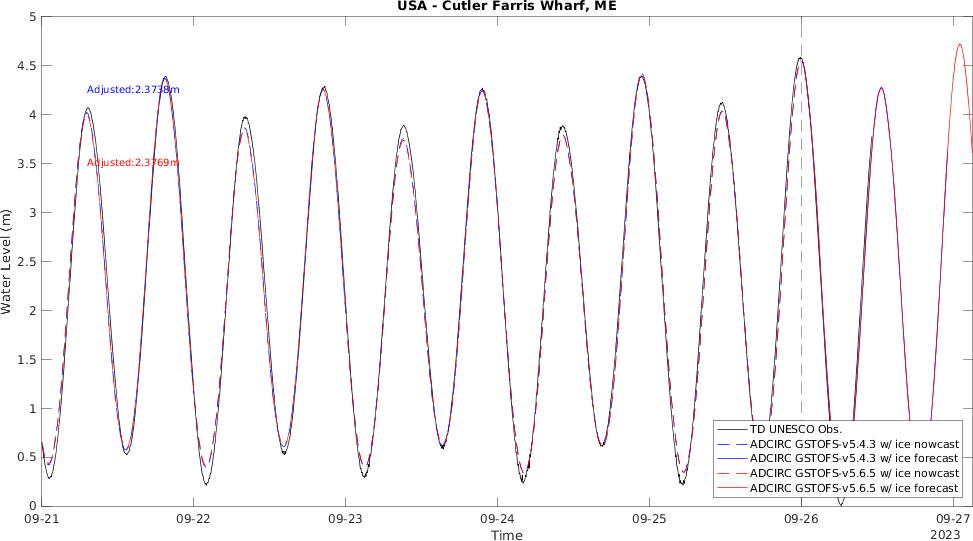 USA - Cutler Farris Wharf, ME
5
4.5
4
3.5
3
2.5
2
1.5
1
0.5
0
Water Level (m)
Adjusted:2.3738m
Adjusted:2.3769m
TD UNESCO Obs.
ADCIRC GSTOFS-v5.4.3 w/ ice nowcast
ADCIRC GSTOFS-v5.4.3 w/ ice forecast
ADCIRC GSTOFS-v5.6.5 w/ ice nowcast
ADCIRC GSTOFS-v5.6.5 w/ ice forecast
09-21 09-22 09-23 09-24 09-25 09-26 09-27
2023
Time